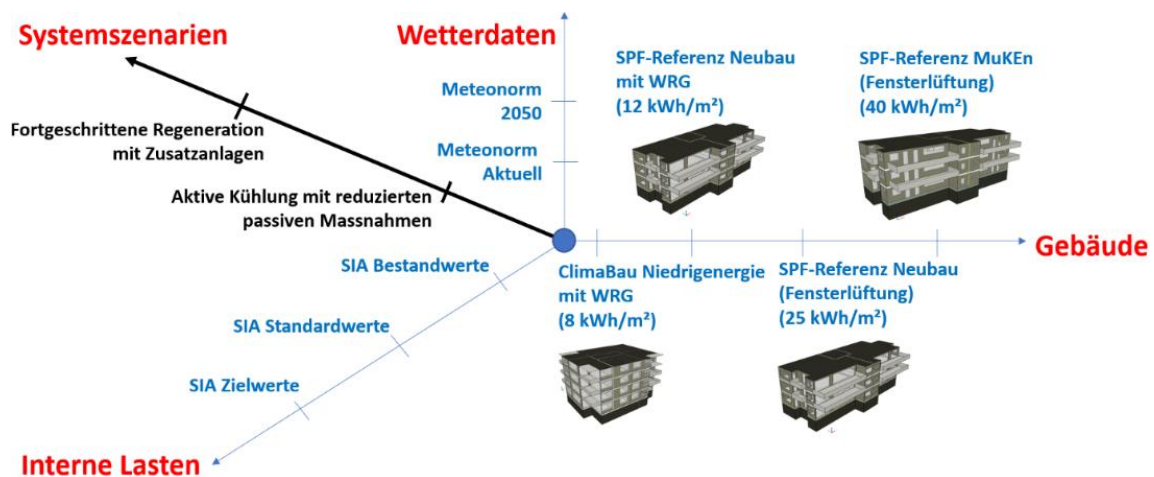 Systemszenarien
Fortgeschrittene Regeneration
mit Zusatzanlagen
Aktive Kühlung mit reduzierten
passiven Massnahmen
Wetterdaten
Meteonorm
2050
Meteonorm
Aktuell
SPF-Referenz Neubau
mit WRG
(12 kWh/m²)
SPF-Referenz MuKEn
(Fensterlüftung)
(40 kWh/m²)
Gebäude
ClimaBau Niedrigenergie
mit WRG
(8 kWh/m²)
SPF-Referenz Neubau
(Fensterlüftung)
(25 kWh/m²)
SIA Bestandwerte
SIA Standardwerte
SIA Zielwerte
Interne Lasten